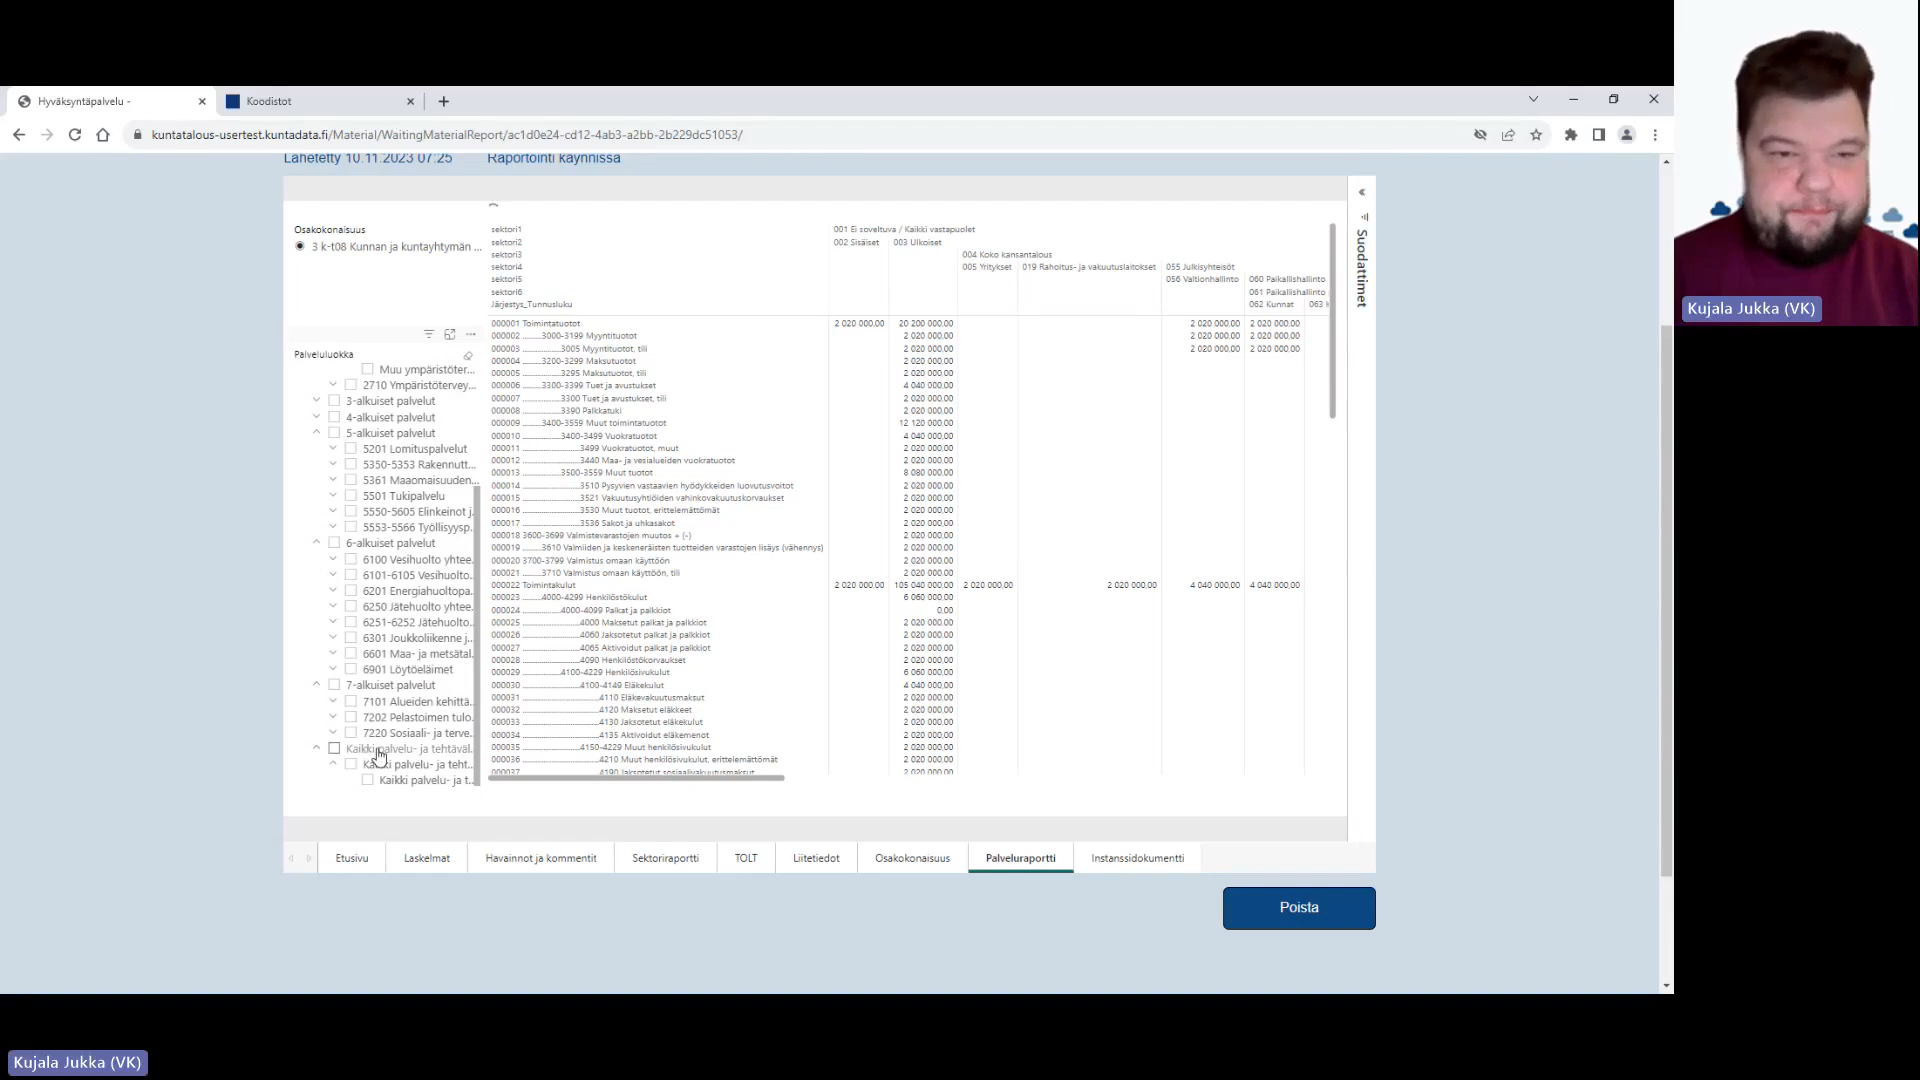 Hyväksyntäpalvelu -
Koodistot
kuntatalous-usertest.kuntadata.fi/Material/WaitingMaterialReport/ac1d0e24-cd12-4ab3-a2bb-2b229dc51053/
Lähetetty 10.11.2023 07:25 Raportointi käynnissä
Osakokonaisuus
3 k-t08 Kunnan ja kuntayhtymän ...
Palveluluokka
Muu ympäristöter...
2710 Ympäristötervey...
3-alkuiset palvelut
4-alkuiset palvelut
5-alkuiset palvelut
5201 Lomituspalvelut
5350-5353 Rakennutt...
5361 Maaomaisuuden...
5501 Tukipalvelu
5550-5605 Elinkeinot j...
5553-5566 Työllisyysp...
6-alkuiset palvelut
6100 Vesihuolto yhtee...
6101-6105 Vesihuolto...
6201 Energiahuoltopa...
6250 Jätehuolto yhtee...
6251-6252 Jätehuolto...
6301 Joukkoliikenne j...
6601 Maa- ja metsätal...
6901 Löytöeläimet
7-alkuiset palvelut
7101 Alueiden kehittä...
7202 Pelastoimen tulo...
7220 Sosiaali- ja terve...
Kaikki palvelu- ja tehtäväl...
Kaikki palvelu- ja teht...
Kaikki palvelu- ja t...
sektori1 001 Ei soveltuva / Kaikki vastapuolet
sektori2 002 Sisäiset 003 Ulkoiset
sektori3 004 Koko kansantalous
sektori4 005 Yritykset 019 Rahoitus- ja vakuutuslaitokset 055 Julkisyhteisöt
sektori5 056 Valtionhallinto 060 Paikallishallinto
sektori6 061 Paikallishallinto
Järjestys_Tunnusluku 062 Kunnat 063
000001 Toimintatuotot 2 020 000,00 20 200 000,00 2 020 000,00 2 020 000,00
000002 ..........3000-3199 Myyntituotot 2 020 000,00 2 020 000,00 2 020 000,00
000003 ....................3005 Myyntituotot, tili 2 020 000,00 2 020 000,00 2 020 000,00
000004 ..........3200-3299 Maksutuotot 2 020 000,00
000005 ....................3295 Maksutuotot, tili 2 020 000,00
000006 ..........3300-3399 Tuet ja avustukset 4 040 000,00
000007 ....................3300 Tuet ja avustukset, tili 2 020 000,00
000008 ....................3390 Palkkatuki 2 020 000,00
000009 ..........3400-3559 Muut toimintatuotot 12 120 000,00
000010 ....................3400-3499 Vuokratuotot 4 040 000,00
000011 ..............................3499 Vuokratuotot, muut 2 020 000,00
000012 ..............................3440 Maa- ja vesialueiden vuokratuotot 2 020 000,00
000013 ....................3500-3559 Muut tuotot 8 080 000,00
000014 ..............................3510 Pysyvien vastaavien hyödykkeiden luovutusvoitot 2 020 000,00
000015 ..............................3521 Vakuutusyhtiöiden vahinkovakuutuskorvaukset 2 020 000,00
000016 ..............................3530 Muut tuotot, erittelemättömät 2 020 000,00
000017 ..............................3536 Sakot ja uhkasakot 2 020 000,00
000018 3600-3699 Valmistevarastojen muutos + (-) 2 020 000,00
000019 ..........3610 Valmiiden ja keskeneräisten tuotteiden varastojen lisäys (vähennys) 2 020 000,00
000020 3700-3799 Valmistus omaan käyttöön 2 020 000,00
000021 ..........3710 Valmistus omaan käyttöön, tili 2 020 000,00
000022 Toimintakulut 2 020 000,00 105 040 000,00 2 020 000,00 2 020 000,00 4 040 000,00 4 040 000,00
000023 ..........4000-4299 Henkilöstökulut 6 060 000,00
000024 ....................4000-4099 Palkat ja palkkiot 0,00
000025 ..............................4000 Maksetut palkat ja palkkiot 2 020 000,00
000026 ..............................4060 Jaksotetut palkat ja palkkiot 2 020 000,00
000027 ..............................4065 Aktivoidut palkat ja palkkiot 2 020 000,00
000028 ..............................4090 Henkilöstökorvaukset 2 020 000,00
000029 ....................4100-4229 Henkilösivukulut 6 060 000,00
000030 ..............................4100-4149 Eläkekulut 4 040 000,00
000031 ........................................4110 Eläkevakuutusmaksut 2 020 000,00
000032 ........................................4120 Maksetut eläkkeet 2 020 000,00
000033 ........................................4130 Jaksotetut eläkekulut 2 020 000,00
000034 ........................................4135 Aktivoidut eläkemenot 2 020 000,00
000035 ..............................4150-4229 Muut henkilösivukulut 2 020 000,00
000036 ........................................4210 Muut henkilösivukulut, erittelemättömät 2 020 000,00
000037 ........................................4190 Jaksotetut sosiaalivakuutusmaksut 2 020 000,00
Suodattimet
Etusivu Laskelmat Havainnot ja kommentit Sektoriraportti TOLT Liitetiedot Osakokonaisuus Palveluraportti Instanssidokumentti
Poista
Kujala Jukka (VK)
Kujala Jukka (VK)